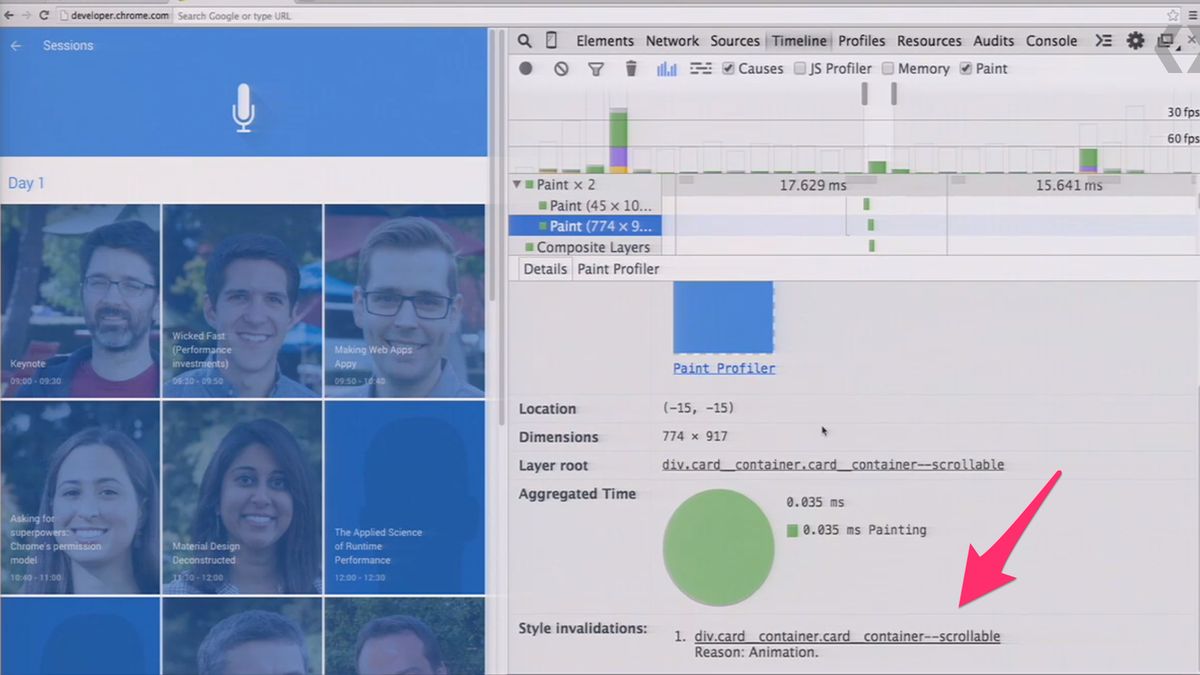 developer.chrome.com Search Google or type URL
Sessions
Day 1
Keynote
09:00 - 09:30
Wicked Fast
(Performance
investments)
09:30 - 09:50
Making Web Apps
Appy
09:50 - 10:40
Asking for
superpowers:
Chrome's permission
model
10:40 - 11:00
Material Design
Deconstructed
11:30 - 12:00
The Applied Science
of Runtime
Performance
12:00 - 12:30
Elements Network Sources Timeline Profiles Resources Audits Console
Causes JS Profiler Memory Paint
30 fps
60 fps
Paint × 2
17.629 ms 15.641 ms
Paint (45 × 10...
Paint (774 × 9...
Composite Layers
Details Paint Profiler
Paint Profiler
Location (-15, -15)
Dimensions 774 × 917
Layer root div.card__container.card__container--scrollable
Aggregated Time 0.035 ms
0.035 ms Painting
Style invalidations: 1. div.card__container.card__container--scrollable
Reason: Animation.